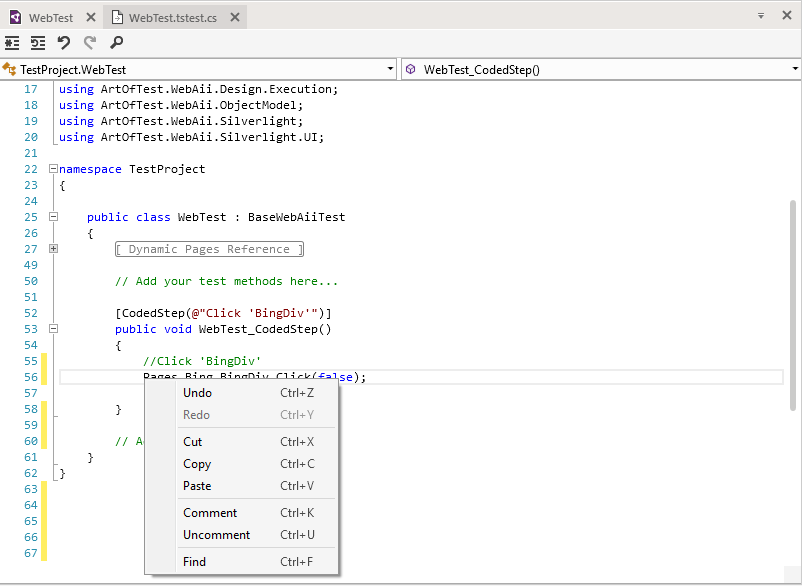 WebTest
WebTest.tstest.cs
TestProject.WebTest
WebTest_CodedStep()
17 using ArtOfTest.WebAii.Design.Execution;
18 using ArtOfTest.WebAii.ObjectModel;
19 using ArtOfTest.WebAii.Silverlight;
20 using ArtOfTest.WebAii.Silverlight.UI;
21
22 namespace TestProject
23 {
24
25 public class WebTest : BaseWebAiiTest
26 {
27 [ Dynamic Pages Reference ]
49
50 // Add your test methods here...
51
52 [CodedStep(@"Click 'BingDiv'")]
53 public void WebTest_CodedStep()
54 {
55 //Click 'BingDiv'
56 Pages.Bing.BingDiv.Click(false);
57
58 }
59
60 // A
61 }
62 }
63
64
65
66
67
Undo Ctrl+Z
Redo Ctrl+Y
Cut Ctrl+X
Copy Ctrl+C
Paste Ctrl+V
Comment Ctrl+K
Uncomment Ctrl+U
Find Ctrl+F